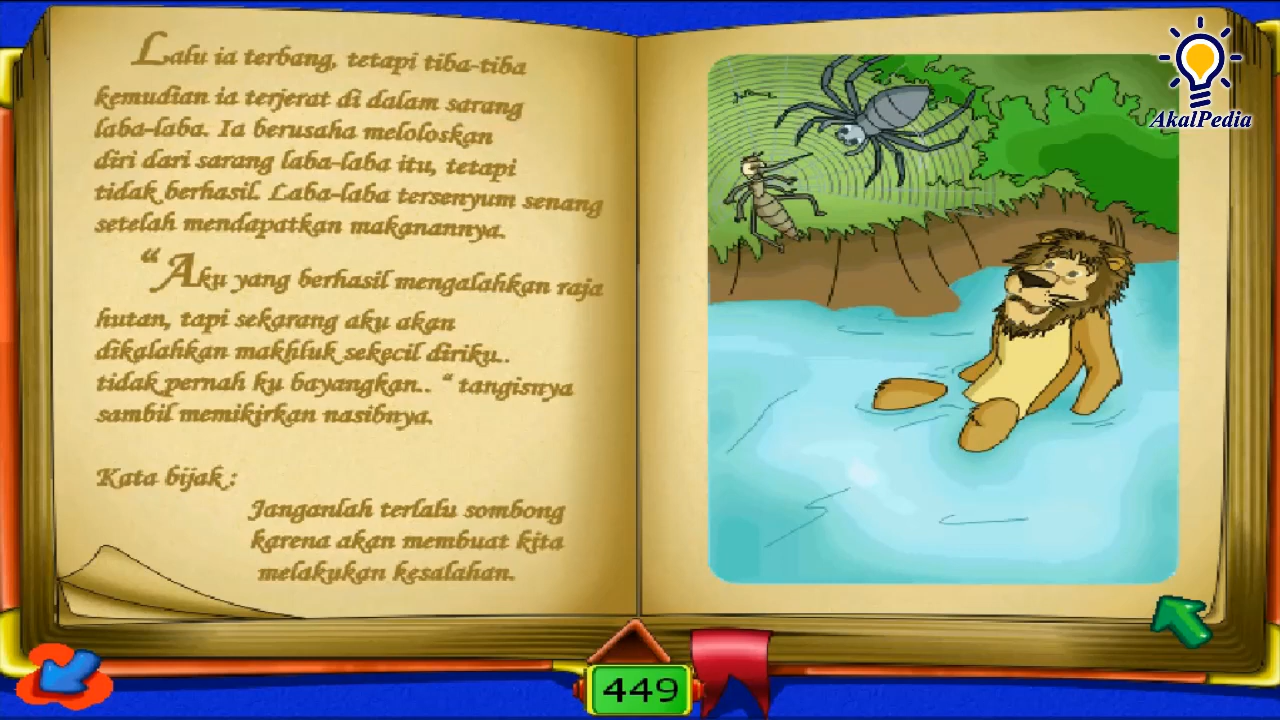 Lalu ia terbang, tetapi tiba-tiba
kemudian ia terjerat di dalam sarang
laba-laba. Ia berusaha meloloskan
diri dari sarang laba-laba itu, tetapi
tidak berhasil. Laba-laba tersenyum senang
setelah mendapatkan makanannya.
“Aku yang berhasil mengalahkan raja
hutan, tapi sekarang aku akan
dikalahkan makhluk sekecil diriku..
tidak pernah ku bayangkan.. “ tangisnya
sambil memikirkan nasibnya.
Kata bijak :
Janganlah terlalu sombong
karena akan membuat kita
melakukan kesalahan.
AkalPedia
449